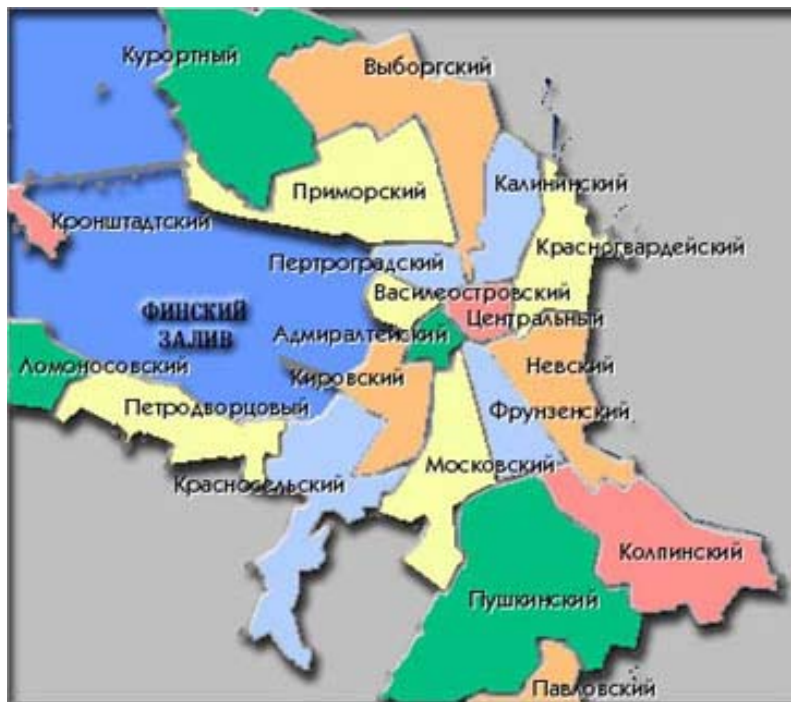 Курортный
Выборгский
Приморский
Калининский
Кронштадтский
Красногвардейский
Пертроградский
Василеостровский
ФИНСКИЙ
ЗАЛИВ
Центральный
Адмиралтейский
Ломоносовский
Кировский
Невский
Петродворцовый
Фрунзенский
Московский
Красносельский
Колпинский
Пушкинский
Павловский